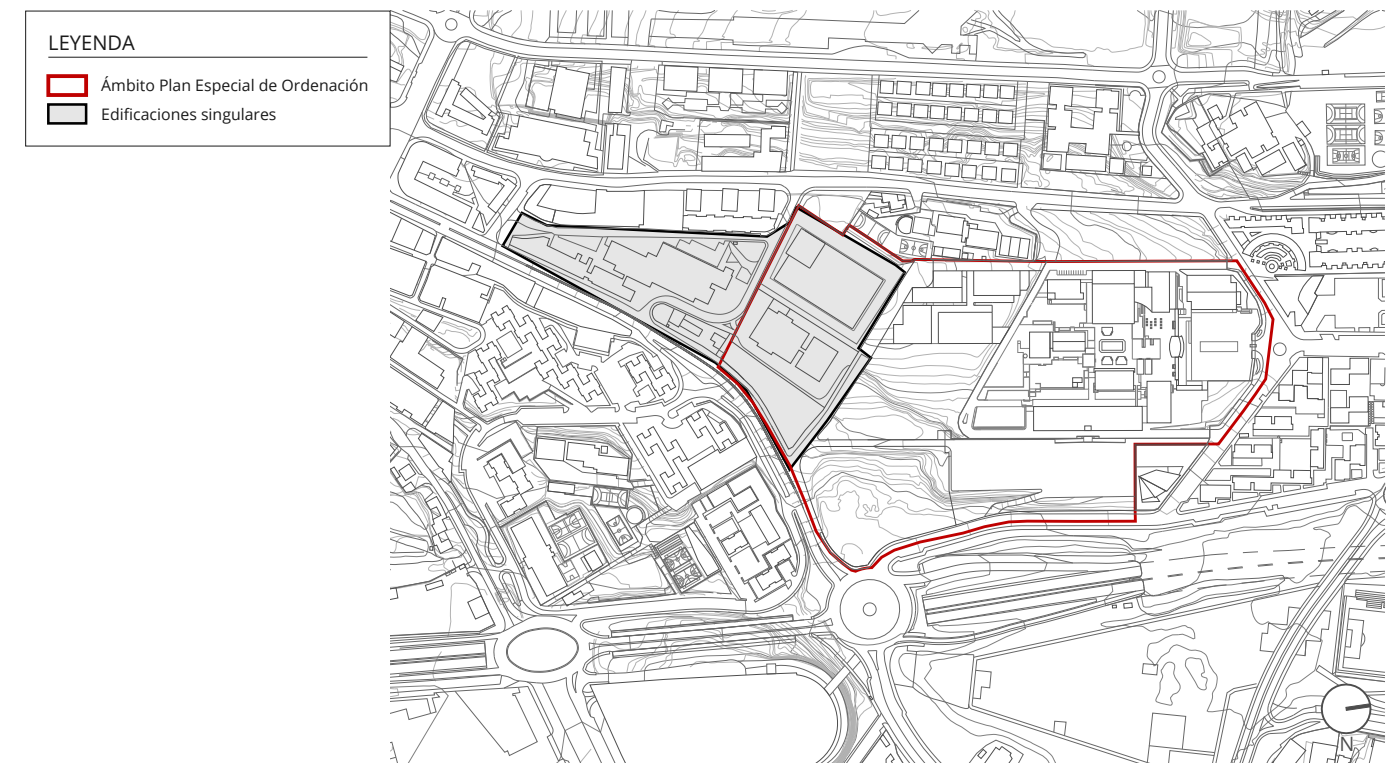 LEYENDA
Ámbito Plan Especial de Ordenación
Edificaciones singulares
N